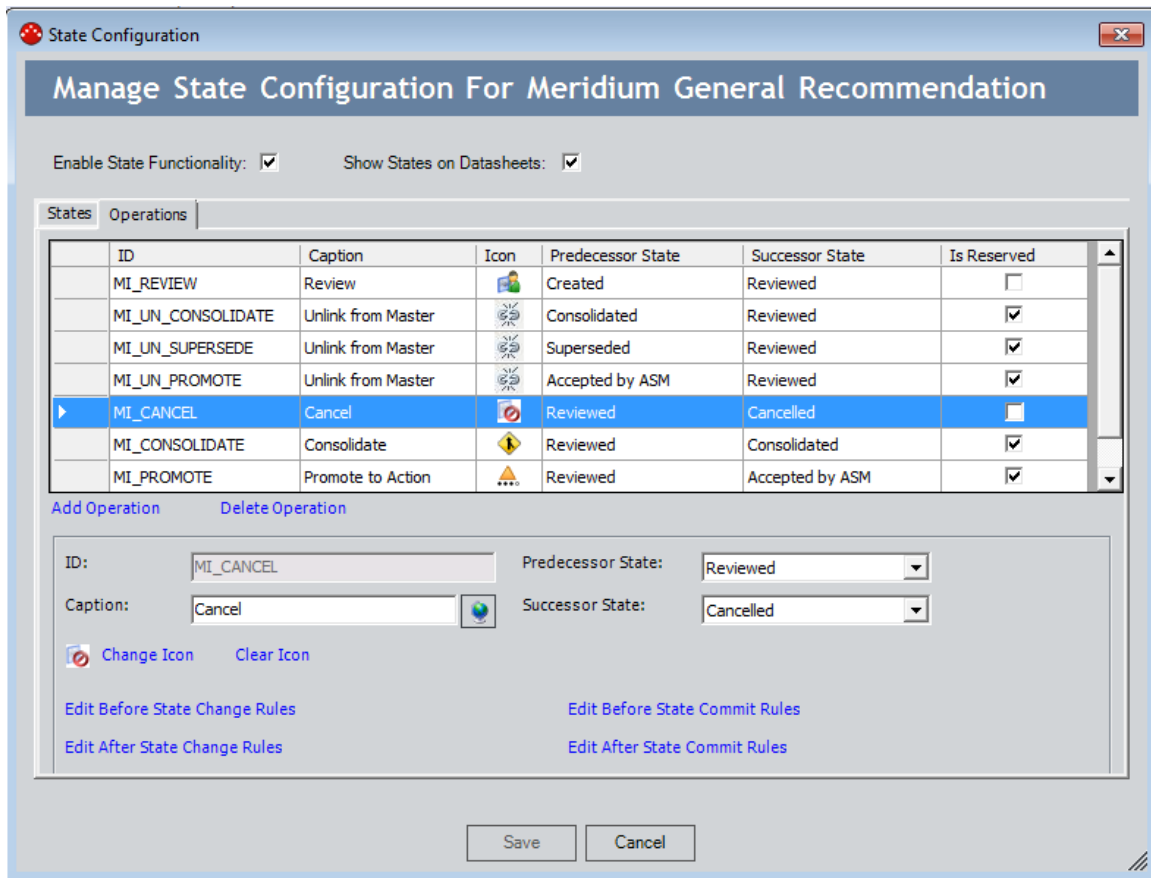 State Configuration
Manage State Configuration For Meridium General Recommendation
Enable State Functionality: Show States on Datasheets:
States Operations
ID Caption Icon Predecessor State Successor State Is Reserved
MI_REVIEW Review Created Reviewed
MI_UN_CONSOLIDATE Unlink from Master Consolidated Reviewed
MI_UN_SUPERSEDE Unlink from Master Superseded Reviewed
MI_UN_PROMOTE Unlink from Master Accepted by ASM Reviewed
MI_CANCEL Cancel Reviewed Cancelled
MI_CONSOLIDATE Consolidate Reviewed Consolidated
MI_PROMOTE Promote to Action Reviewed Accepted by ASM
Add Operation Delete Operation
ID: MI_CANCEL Predecessor State: Reviewed
Caption: Cancel Successor State: Cancelled
Change Icon Clear Icon
Edit Before State Change Rules Edit Before State Commit Rules
Edit After State Change Rules Edit After State Commit Rules
Save Cancel